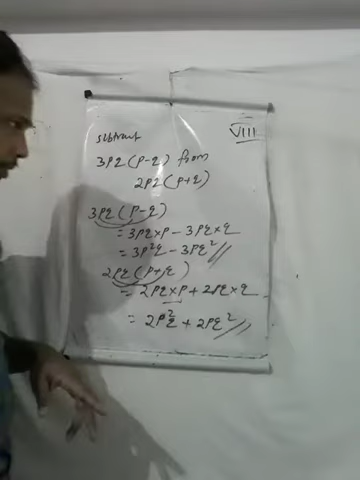 subtract
VIII
3pq (p-q) from
2pq (p+q)
3pq (p-q)
= 3pq×p - 3pq×q
= 3p²q - 3pq²
2pq (p+q)
= 2pq×p + 2pq×q
= 2p²q + 2pq²